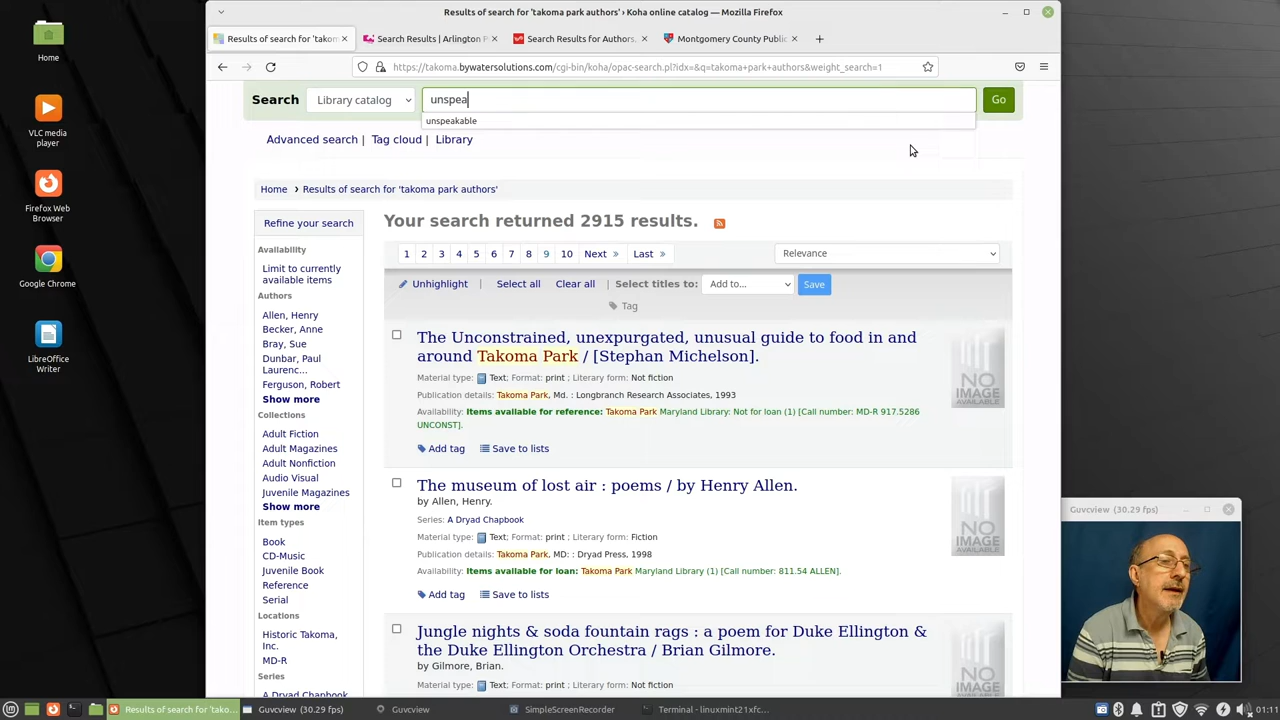 Home
VLC media
player
Firefox Web
Browser
Google Chrome
LibreOffice
Writer
Results of search for 'takoma park authors' › Koha online catalog — Mozilla Firefox
Results of search for 'takom
Search Results | Arlington P
Search Results for Authors.
Montgomery County Public
https://takoma.bywatersolutions.com/cgi-bin/koha/opac-search.pl?idx=&q=takoma+park+authors&weight_search=1
Search
Library catalog
unspea
Go
unspeakable
Advanced search | Tag cloud | Library
Home › Results of search for 'takoma park authors'
Refine your search
Availability
Limit to currently
available items
Authors
Allen, Henry
Becker, Anne
Bray, Sue
Dunbar, Paul
Laurenc...
Ferguson, Robert
Show more
Collections
Adult Fiction
Adult Magazines
Adult Nonfiction
Audio Visual
Juvenile Magazines
Show more
Item types
Book
CD-Music
Juvenile Book
Reference
Serial
Locations
Historic Takoma,
Inc.
MD-R
Series
A Dryad Chapbook
Your search returned 2915 results.
1 2 3 4 5 6 7 8 9 10 Next » Last »
Relevance
Unhighlight | Select all Clear all | Select titles to: Add to... Save
Tag
The Unconstrained, unexpurgated, unusual guide to food in and
around Takoma Park / [Stephan Michelson].
Material type: Text; Format: print ; Literary form: Not fiction
Publication details: Takoma Park, Md. : Longbranch Research Associates, 1993
Availability: Items available for reference: Takoma Park Maryland Library: Not for loan (1) [Call number: MD-R 917.5286
UNCONST].
Add tag Save to lists
NO
IMAGE
AVAILABLE
The museum of lost air : poems / by Henry Allen.
by Allen, Henry.
Series: A Dryad Chapbook
Material type: Text; Format: print ; Literary form: Fiction
Publication details: Takoma Park, MD: : Dryad Press, 1998
Availability: Items available for loan: Takoma Park Maryland Library (1) [Call number: 811.54 ALLEN].
Add tag Save to lists
NO
IMAGE
AVAILABLE
Jungle nights & soda fountain rags : a poem for Duke Ellington &
the Duke Ellington Orchestra / Brian Gilmore.
by Gilmore, Brian.
Material type: Text; Format: print ; Literary form: Not fiction
NO
IMAGE
AVAILABLE
Guvcview (30.29 fps)
Results of search for 'tako...
Guvcview (30.29 fps)
Guvcview
SimpleScreenRecorder
Terminal - linuxmint21xfc...
01:11